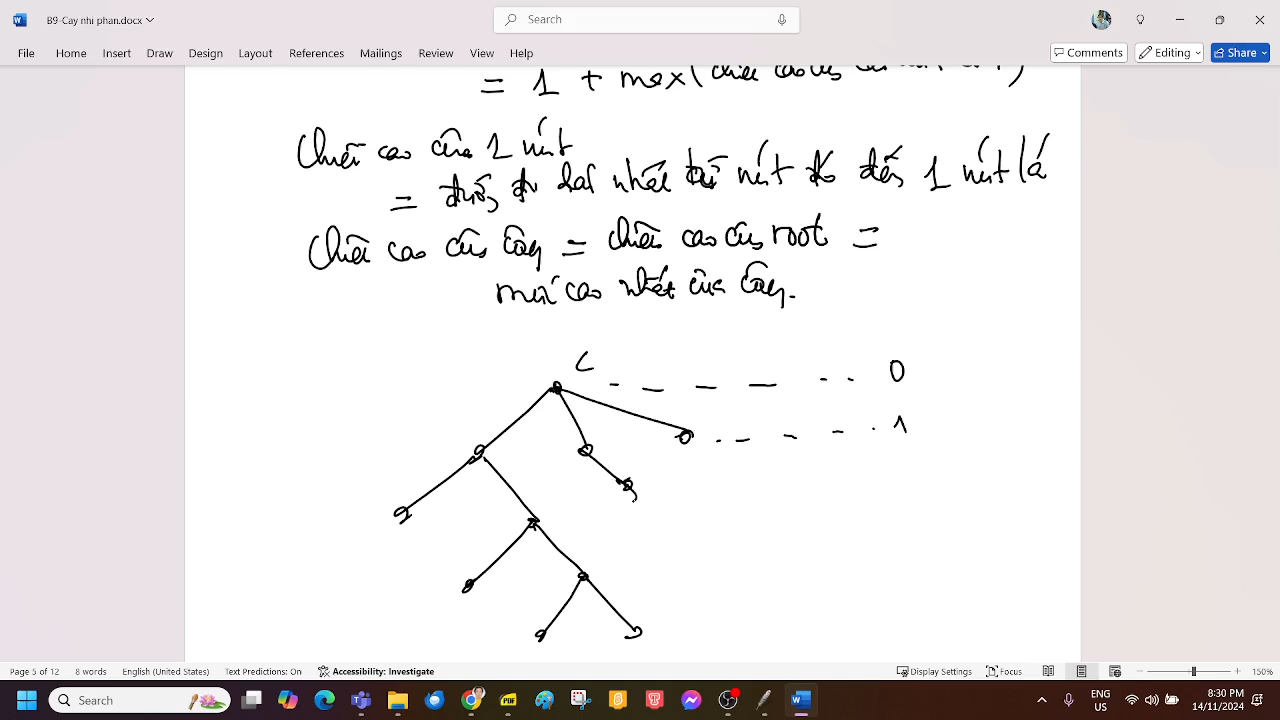 B9-Cay nhi phan.docx
Search
File Home Insert Draw Design Layout References Mailings Review View Help
Comments Editing Share
= 1 + max(chiều cao
Chiều cao của 1 nút
= đường đi dài nhất từ nút đó đến 1 nút lá
Chiều cao của cây = chiều cao của root =
mức cao nhất của cây.
0
1
Page 5 of 12 8 words English (United States) Text Predictions: On Accessibility: Investigate Display Settings Focus 150%
Search PDF ENG US 8:30 PM 14/11/2024